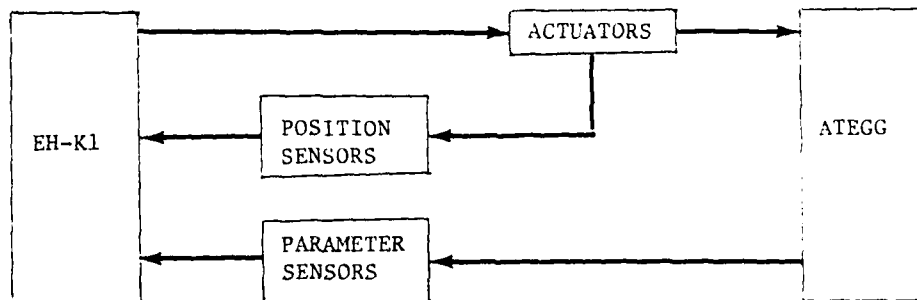 ACTUATORS
EH-K1
POSITION
SENSORS
ATEGG
PARAMETER
SENSORS